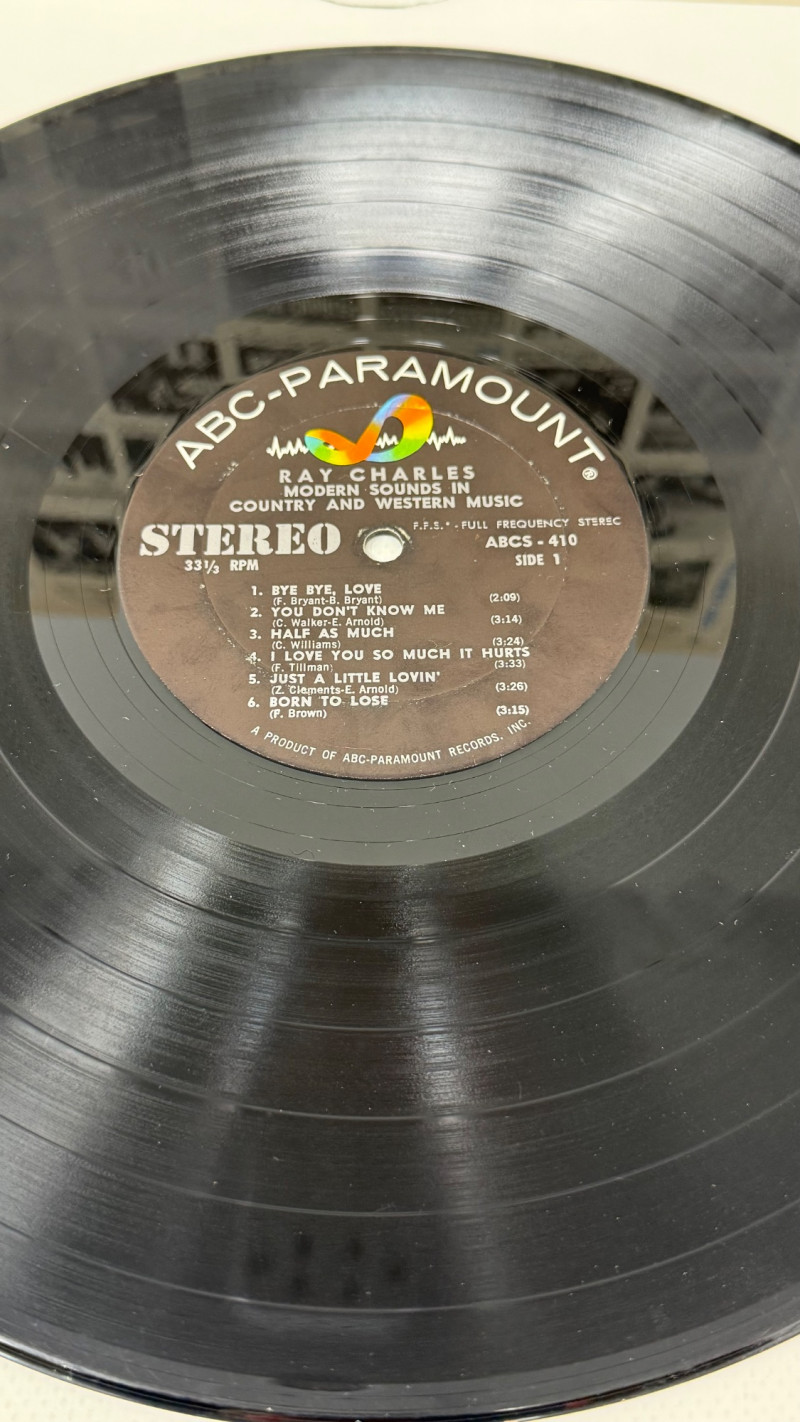 ABC-PARAMOUNT®
RAY CHARLES
MODERN SOUNDS IN
COUNTRY AND WESTERN MUSIC
F.F.S.* - FULL FREQUENCY STEREO
STEREO
ABCS - 410
33⅓ RPM
SIDE 1
1. BYE BYE, LOVE
(F. Bryant-B. Bryant) (2:09)
2. YOU DON'T KNOW ME
(C. Walker-E. Arnold) (3:14)
3. HALF AS MUCH
(C. Williams) (3:24)
4. I LOVE YOU SO MUCH IT HURTS
(F. Tillman) (3:33)
5. JUST A LITTLE LOVIN'
(Z. Clements-E. Arnold) (3:26)
6. BORN TO LOSE
(F. Brown) (3:15)
A PRODUCT OF ABC-PARAMOUNT RECORDS, INC.